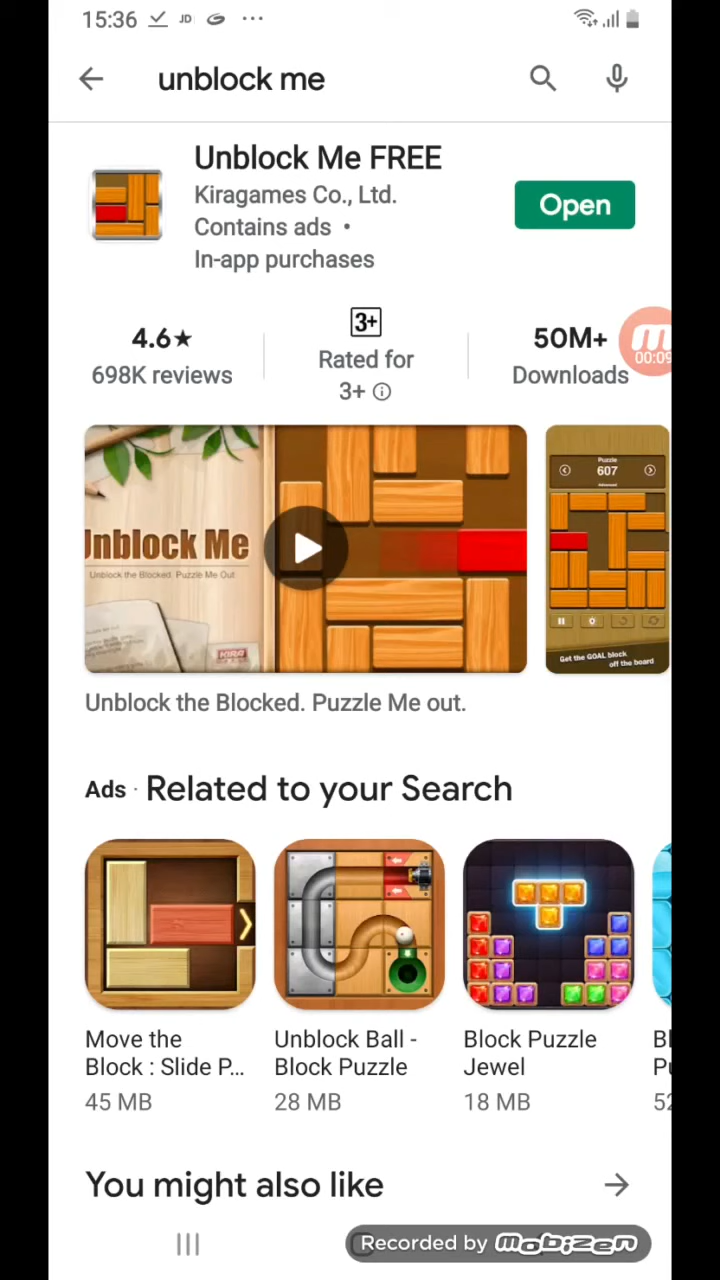 15:36
JD
unblock me
Unblock Me FREE
Kiragames Co., Ltd.
Contains ads •
In-app purchases
Open
4.6★
698K reviews
3+
Rated for
3+
50M+
Downloads
00:09
Unblock Me
Unblock the Blocked. Puzzle Me Out
KIRA
Puzzle
607
Advanced
Get the GOAL block
off the board
Unblock the Blocked. Puzzle Me out.
Ads · Related to your Search
Move the
Block : Slide P...
45 MB
Unblock Ball -
Block Puzzle
28 MB
Block Puzzle
Jewel
18 MB
You might also like
Recorded by mobizen